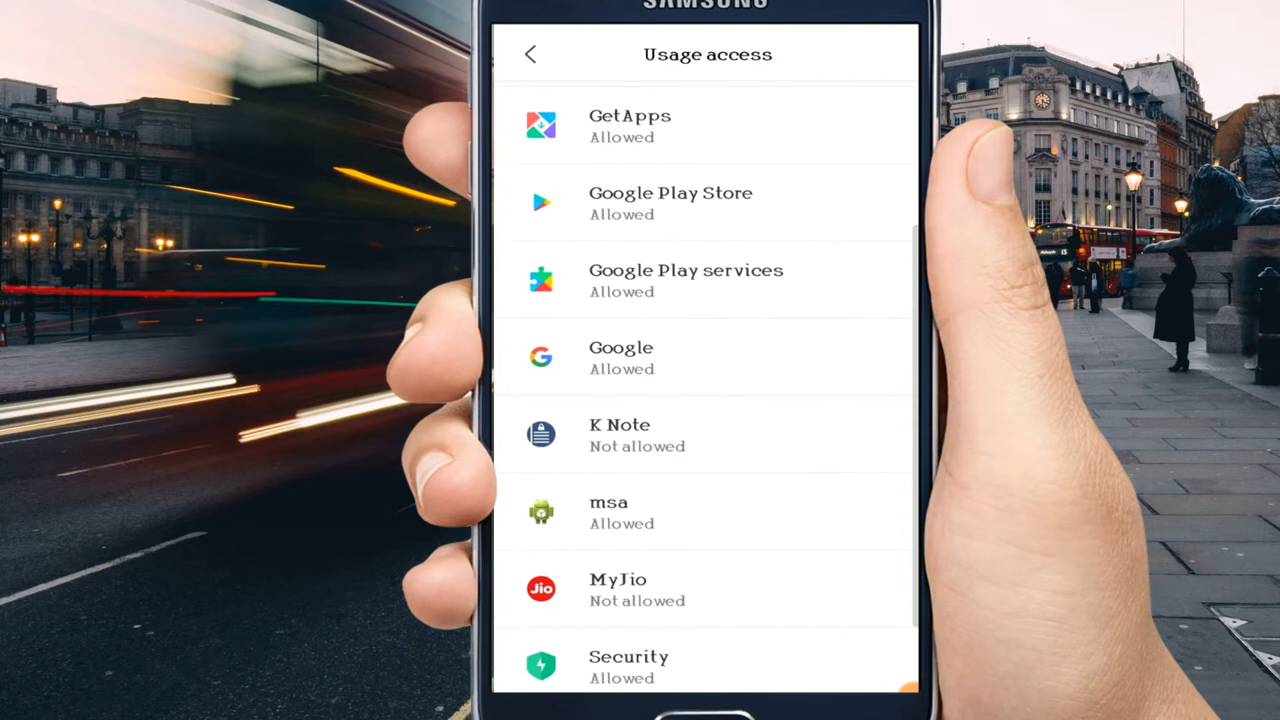 SAMSUNG
Usage access
GetApps
Allowed
Google Play Store
Allowed
Google Play services
Allowed
Google
Allowed
K Note
Not allowed
msa
Allowed
MyJio
Not allowed
Jio
Security
Allowed